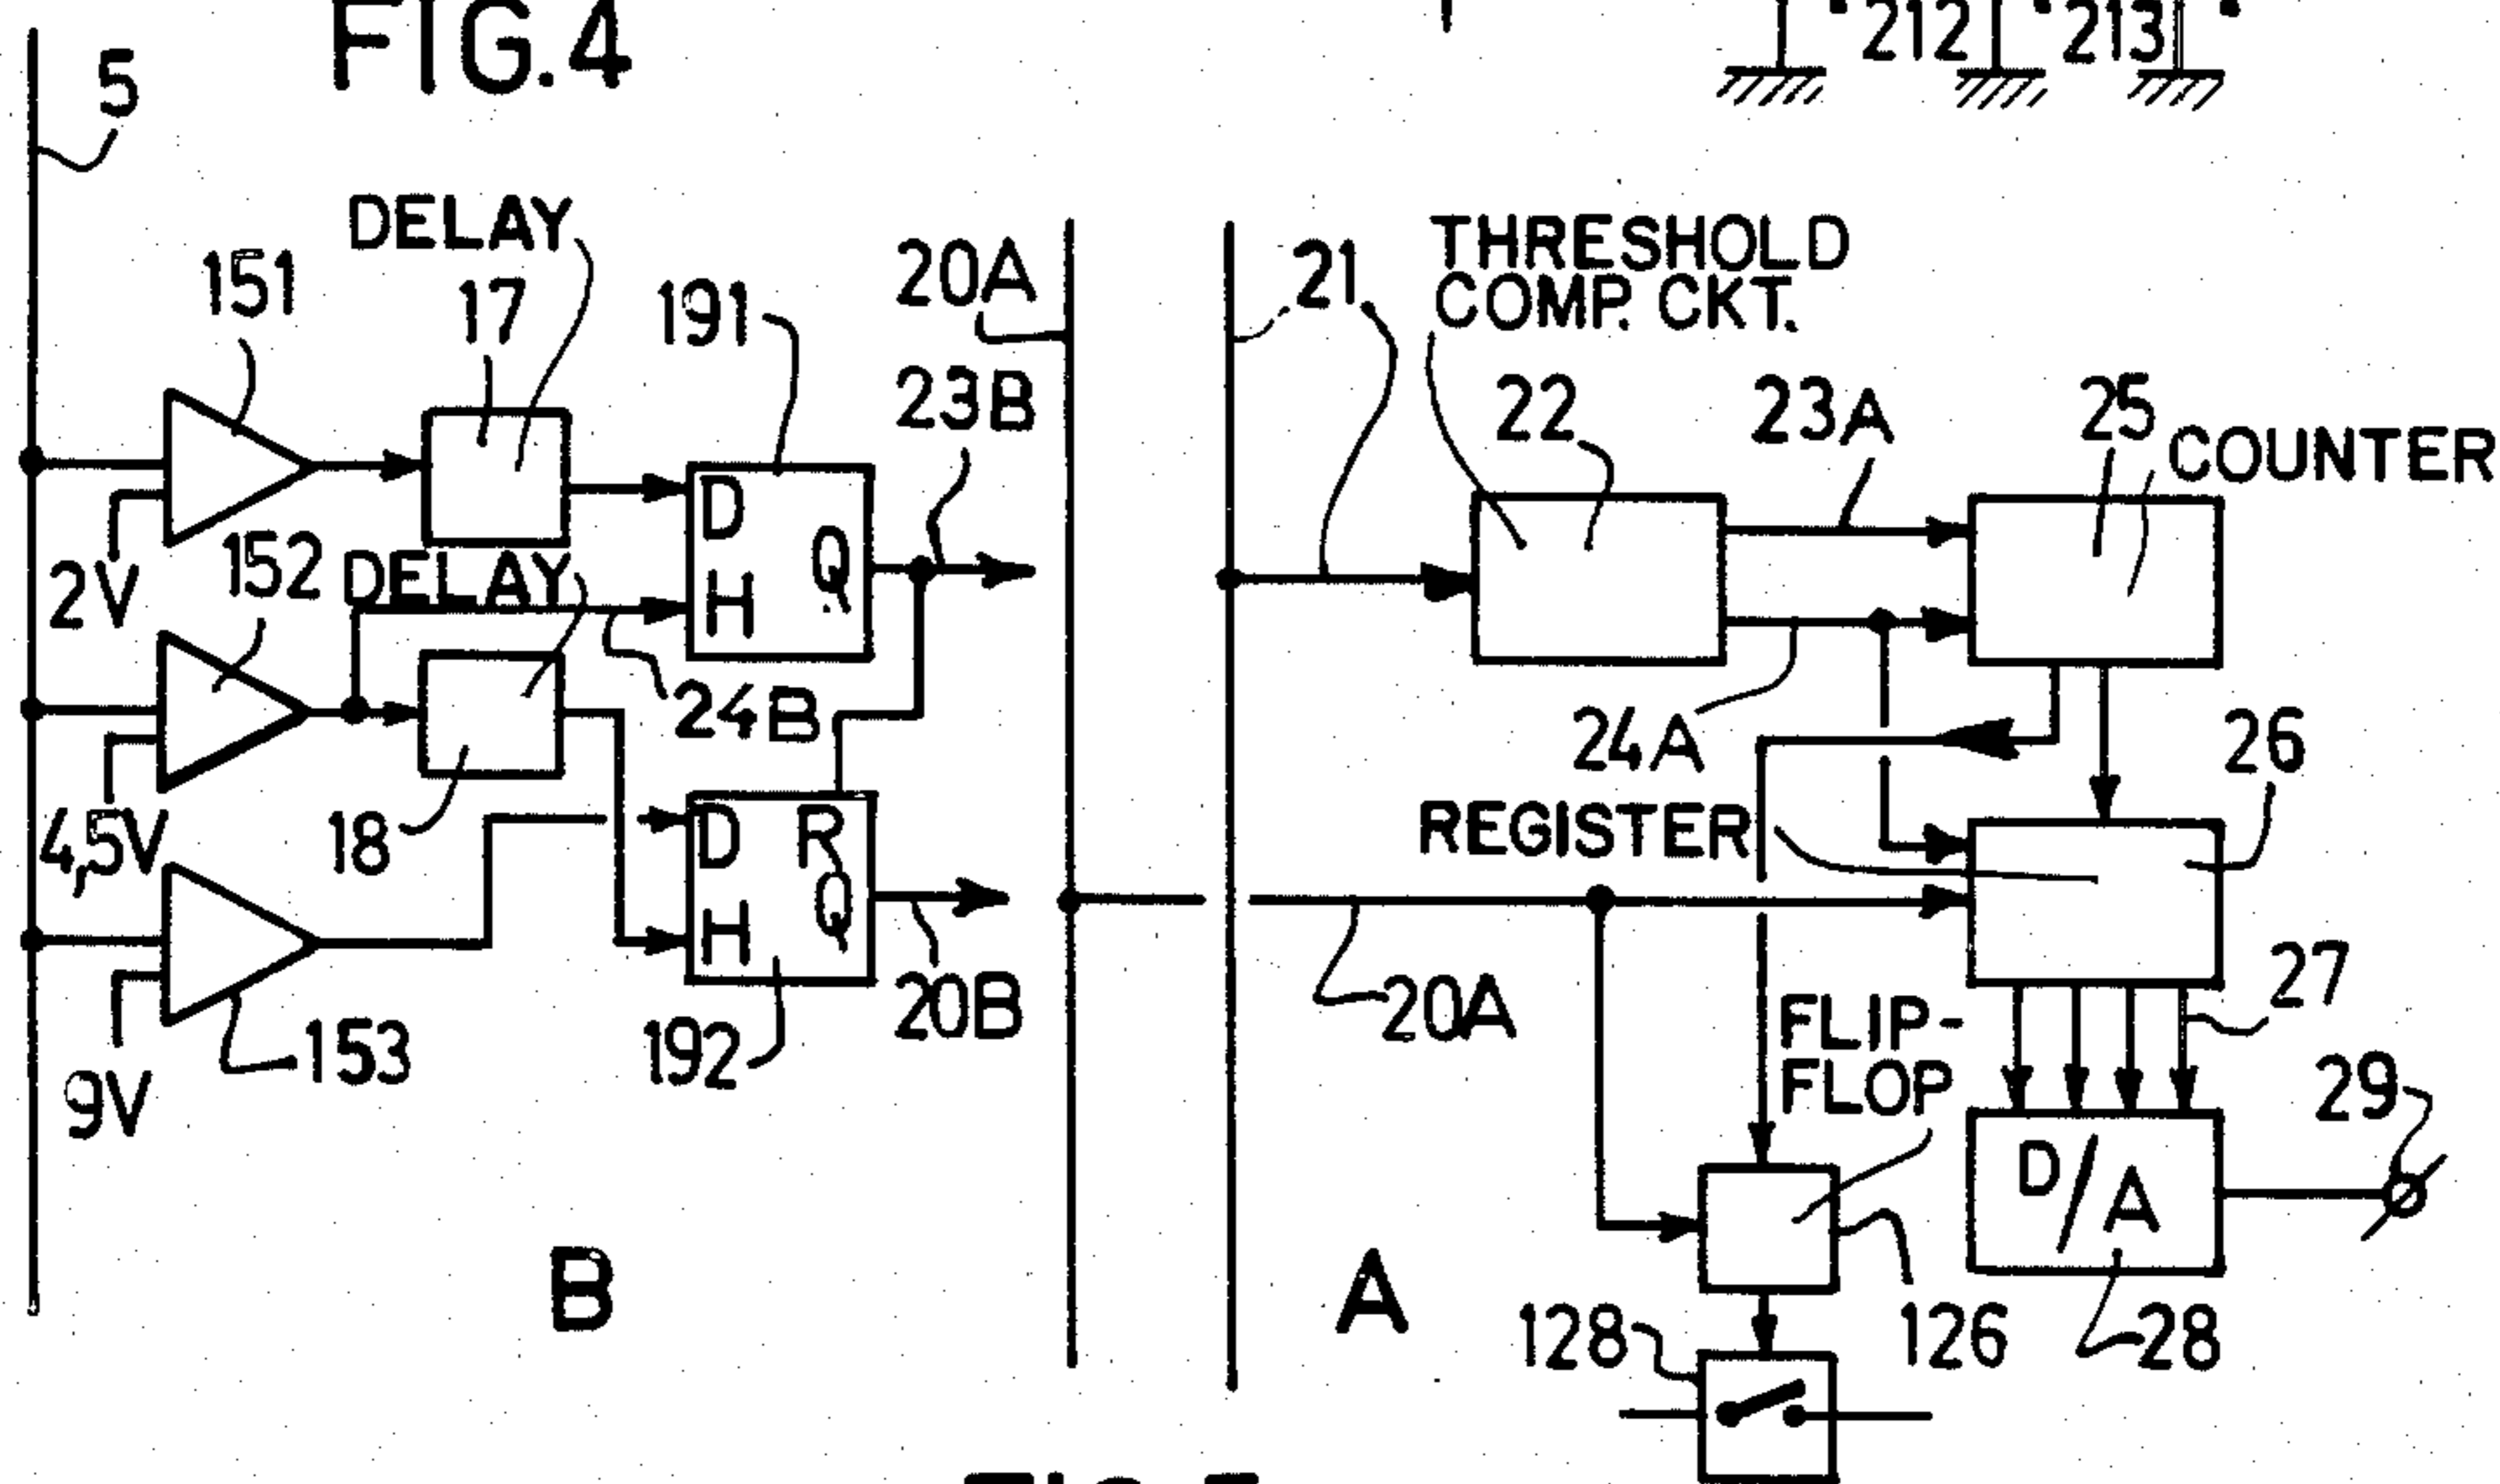 FIG.4
212
213
5
DELAY
151
17
191
20A
23B
21
THRESHOLD
COMP. CKT.
22
23A
25
COUNTER
2V
152
DELAY
D
H
Q
24B
24A
26
4,5V
18
D
R
H
Q
REGISTER
20A
27
20B
153
192
9V
FLIP-
FLOP
29
D/A
B
A
128
126
28